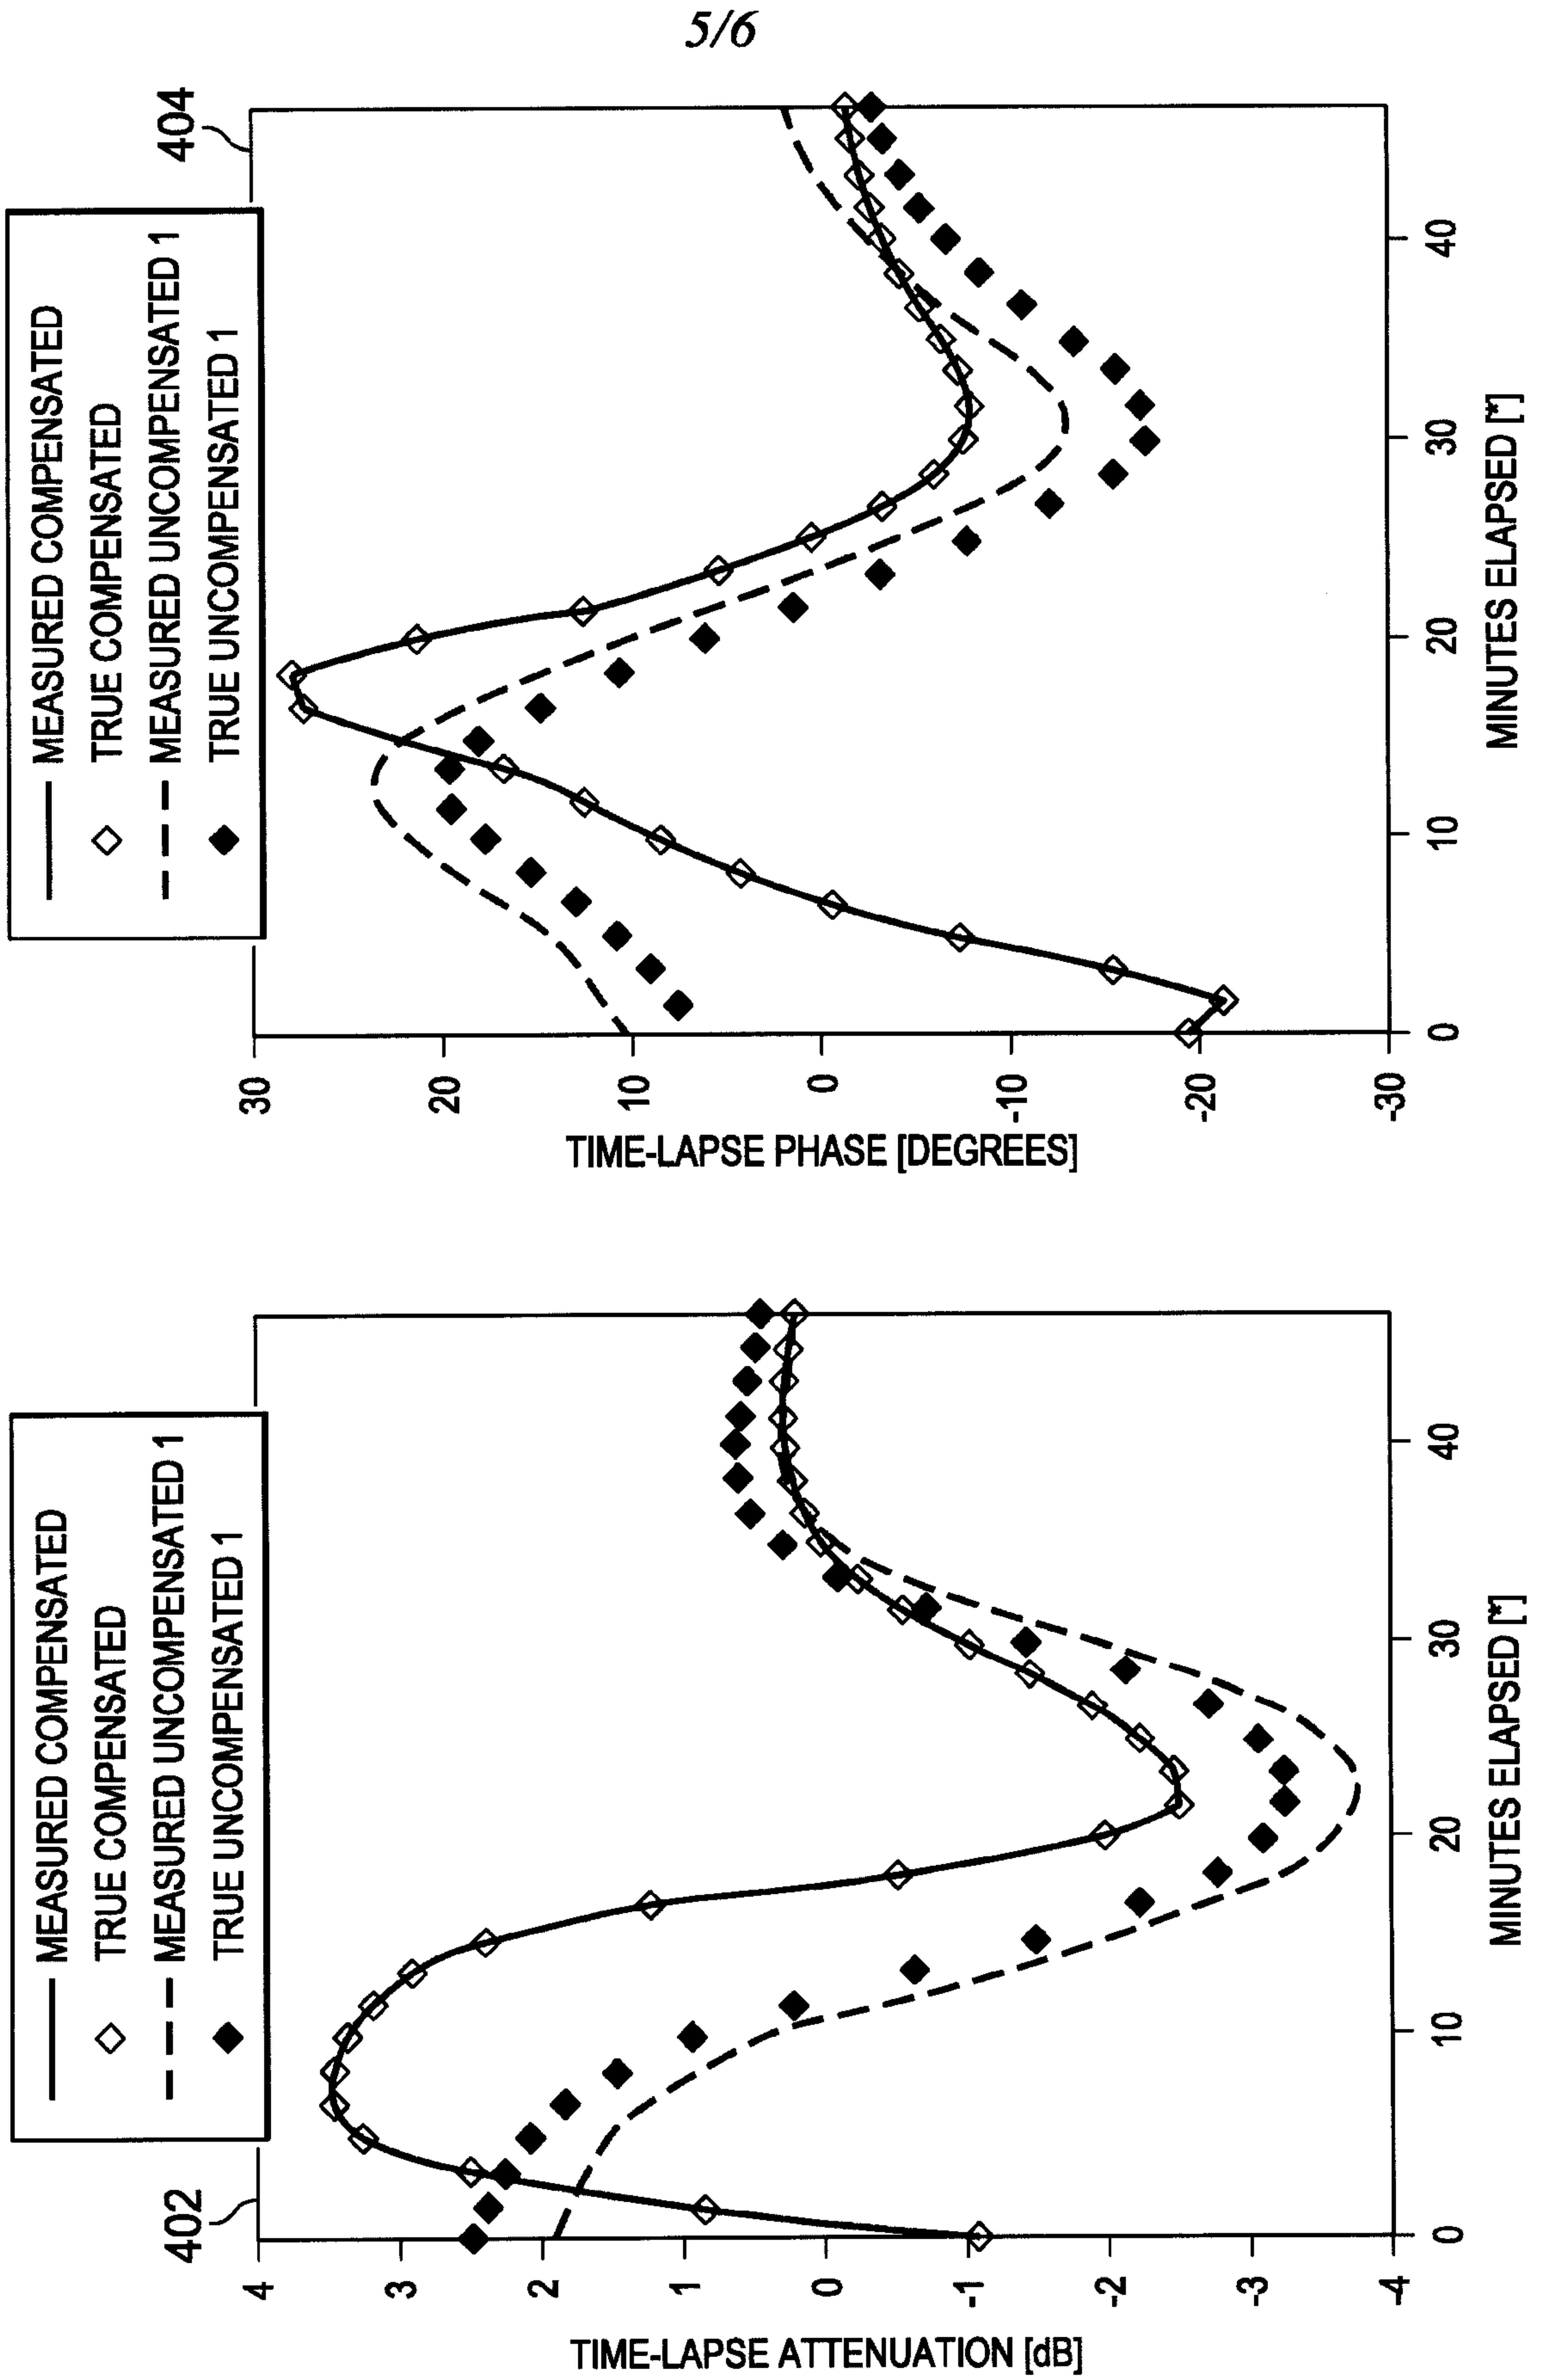 5/6
402
MEASURED COMPENSATED
TRUE COMPENSATED
MEASURED UNCOMPENSATED 1
TRUE UNCOMPENSATED 1
TIME-LAPSE ATTENUATION [dB]
4
3
2
1
0
-1
-2
-3
-4
0
10
20
30
40
MINUTES ELAPSED [*]
404
MEASURED COMPENSATED
TRUE COMPENSATED
MEASURED UNCOMPENSATED 1
TRUE UNCOMPENSATED 1
TIME-LAPSE PHASE [DEGREES]
30
20
10
0
-10
-20
-30
0
10
20
30
40
MINUTES ELAPSED [*]